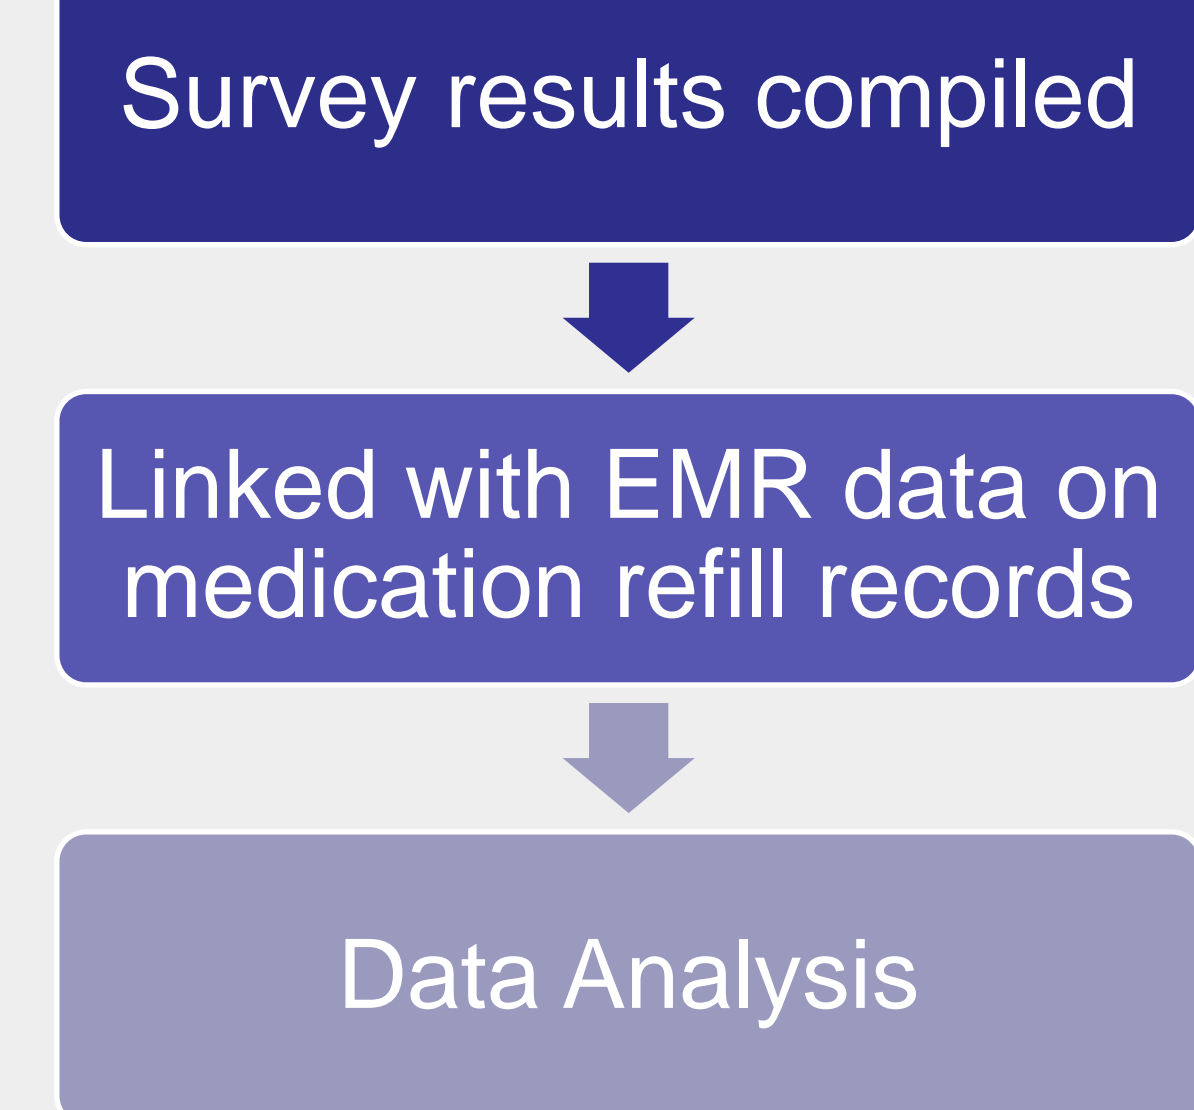 Survey results compiled
Linked with EMR data on
medication refill records
Data Analysis